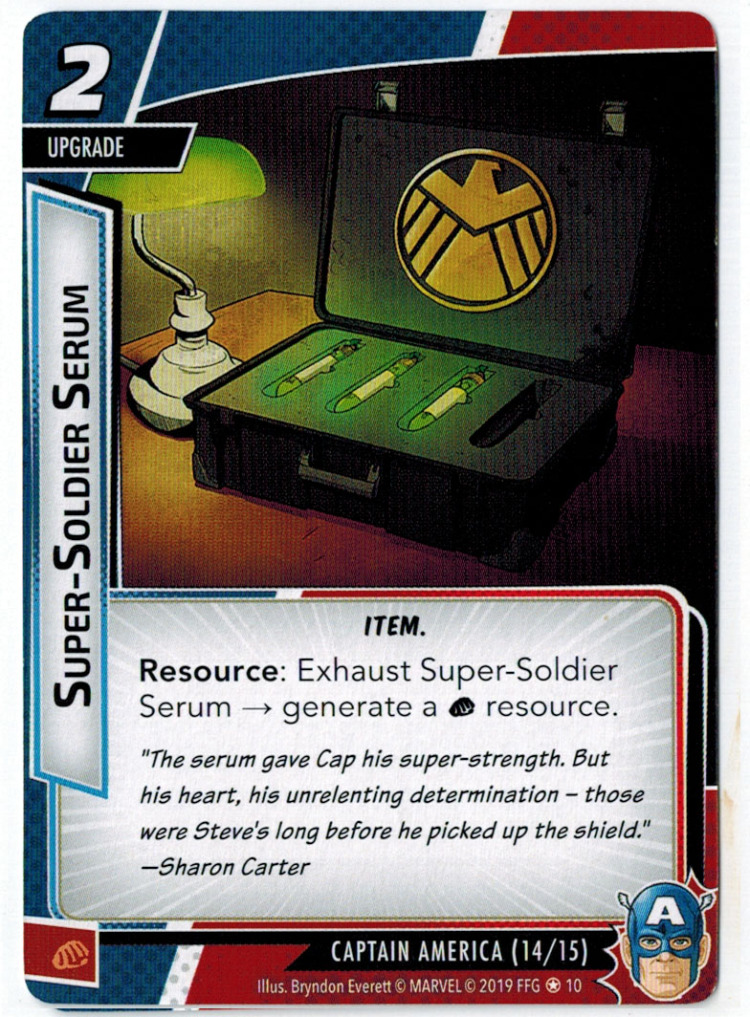 2
UPGRADE
SUPER-SOLDIER SERUM
ITEM.
Resource: Exhaust Super-Soldier
Serum → generate a resource.
"The serum gave Cap his super-strength. But
his heart, his unrelenting determination – those
were Steve's long before he picked up the shield."
—Sharon Carter
A
CAPTAIN AMERICA (14/15)
Illus. Bryndon Everett © MARVEL © 2019 FFG ✪ 10